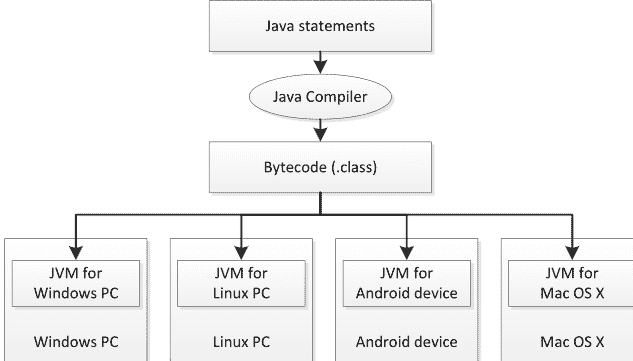 Java statements
Java Compiler
Bytecode (.class)
JVM for
Windows PC
JVM for
Linux PC
JVM for
Android device
JVM for
Mac OS X
Windows PC
Linux PC
Android device
Mac OS X